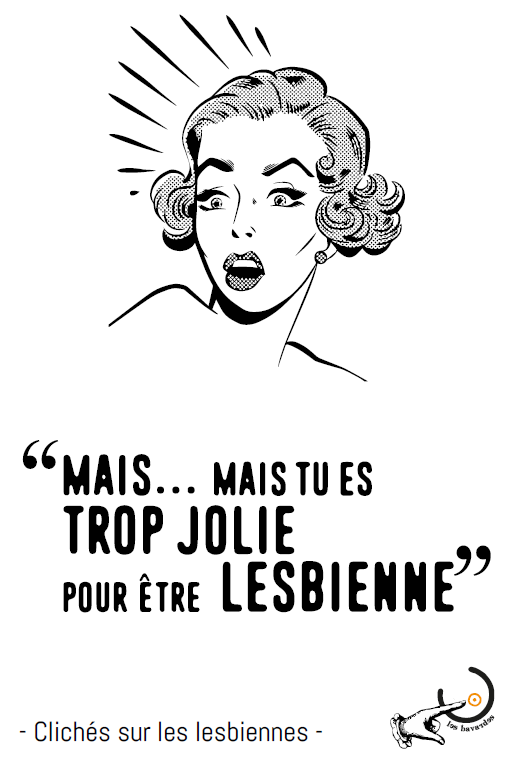 “MAIS... MAIS TU ES
TROP JOLIE
POUR ÊTRE LESBIENNE”
- Clichés sur les lesbiennes -
les bavardes